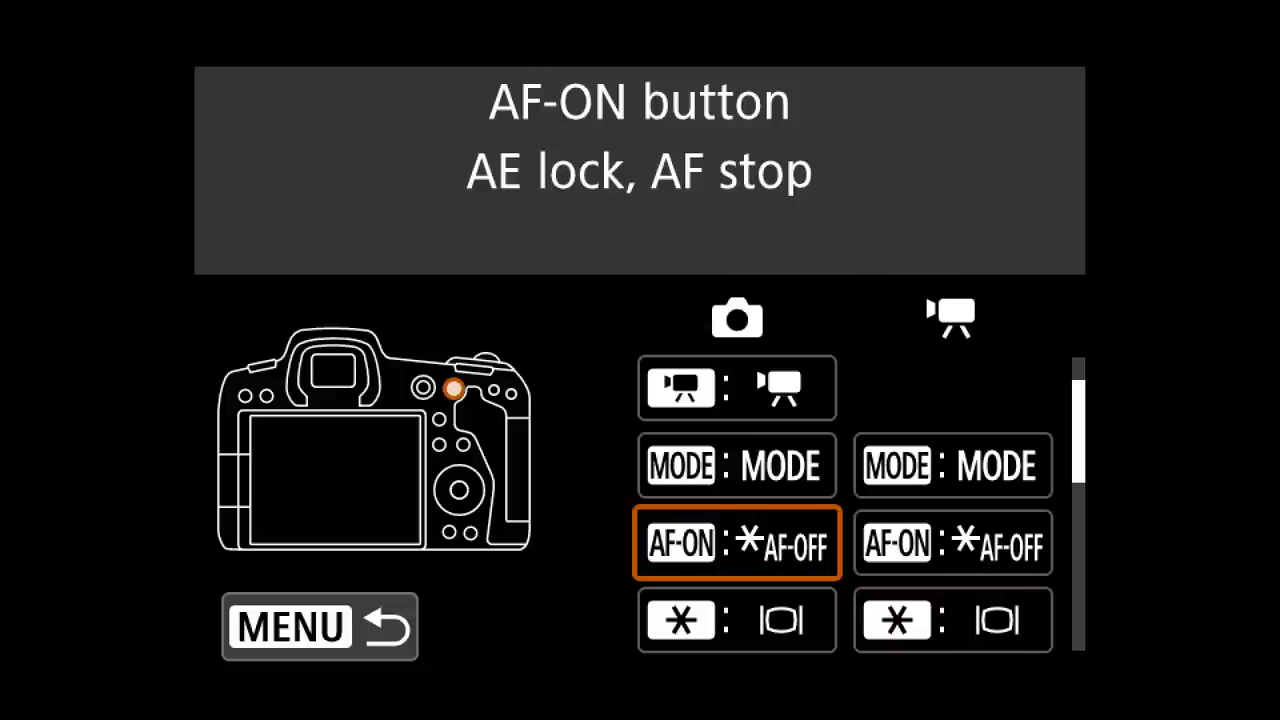 AF-ON button
AE lock, AF stop
:
MODE : MODE MODE : MODE
AF-ON : *AF-OFF AF-ON : *AF-OFF
* : * :
MENU